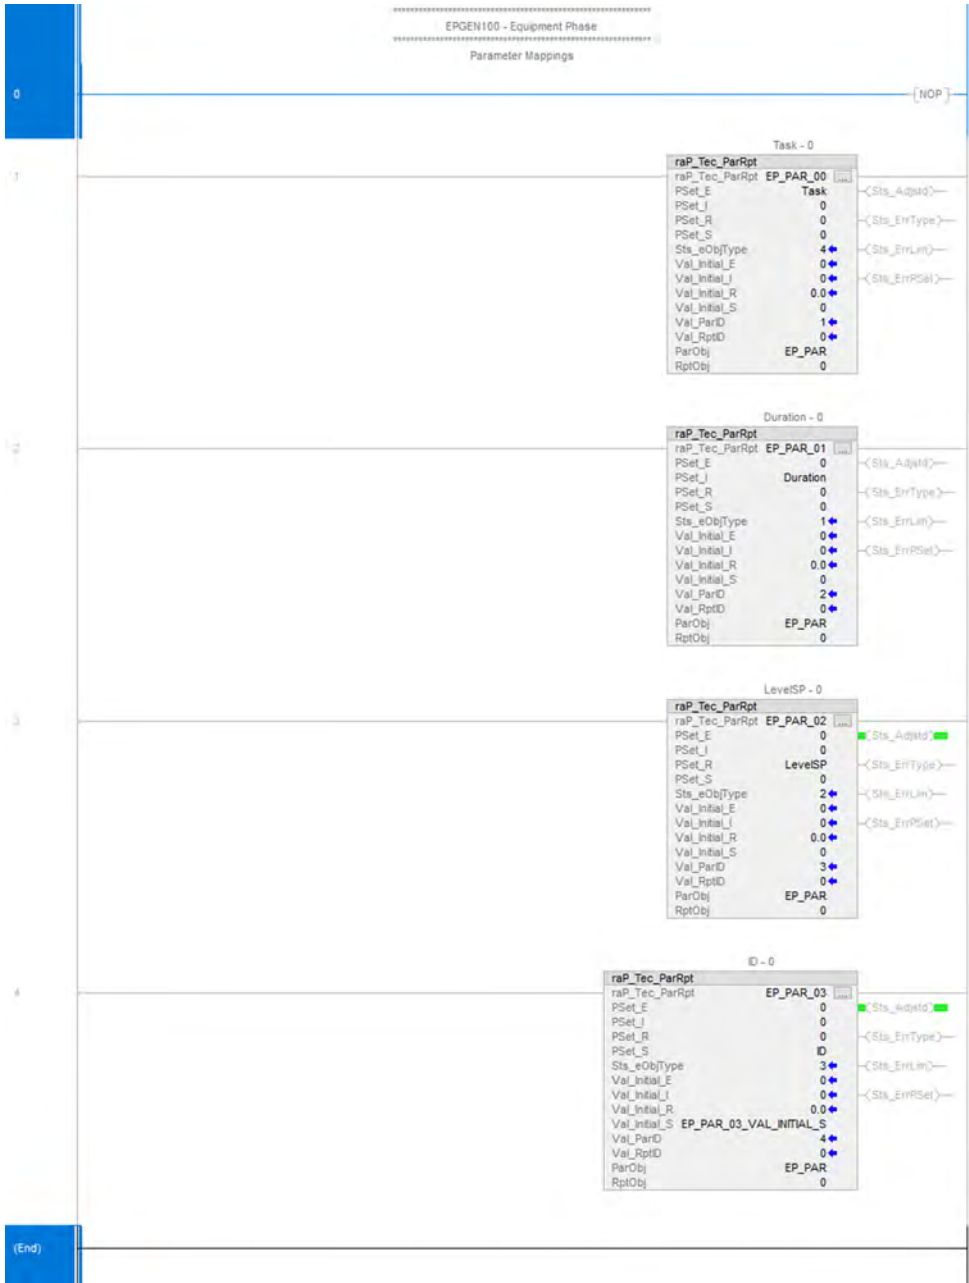 ****************************************************************
EPGEN100 - Equipment Phase
****************************************************************
Parameter Mappings
0
NOP
Task - 0
1
raP_Tec_ParRpt
raP_Tec_ParRpt EP_PAR_00 ...
PSet_E Task (Sts_Adjstd)
PSet_I 0
PSet_R 0 (Sts_ErrType)
PSet_S 0
Sts_eObjType 4 (Sts_ErrLim)
Val_Initial_E 0
Val_Initial_I 0 (Sts_ErrPSet)
Val_Initial_R 0.0
Val_Initial_S 0
Val_ParID 1
Val_RptID 0
ParObj EP_PAR
RptObj 0
Duration - 0
2
raP_Tec_ParRpt
raP_Tec_ParRpt EP_PAR_01 ...
PSet_E 0 (Sts_Adjstd)
PSet_I Duration
PSet_R 0 (Sts_ErrType)
PSet_S 0
Sts_eObjType 1 (Sts_ErrLim)
Val_Initial_E 0
Val_Initial_I 0 (Sts_ErrPSet)
Val_Initial_R 0.0
Val_Initial_S 0
Val_ParID 2
Val_RptID 0
ParObj EP_PAR
RptObj 0
LevelSP - 0
3
raP_Tec_ParRpt
raP_Tec_ParRpt EP_PAR_02 ...
PSet_E 0 (Sts_Adjstd)
PSet_I 0
PSet_R LevelSP (Sts_ErrType)
PSet_S 0
Sts_eObjType 2 (Sts_ErrLim)
Val_Initial_E 0
Val_Initial_I 0 (Sts_ErrPSet)
Val_Initial_R 0.0
Val_Initial_S 0
Val_ParID 3
Val_RptID 0
ParObj EP_PAR
RptObj 0
ID - 0
4
raP_Tec_ParRpt
raP_Tec_ParRpt EP_PAR_03 ...
PSet_E 0 (Sts_Adjstd)
PSet_I 0
PSet_R 0 (Sts_ErrType)
PSet_S ID
Sts_eObjType 3 (Sts_ErrLim)
Val_Initial_E 0
Val_Initial_I 0 (Sts_ErrPSet)
Val_Initial_R 0.0
Val_Initial_S EP_PAR_03_VAL_INITIAL_S
Val_ParID 4
Val_RptID 0
ParObj EP_PAR
RptObj 0
(End)